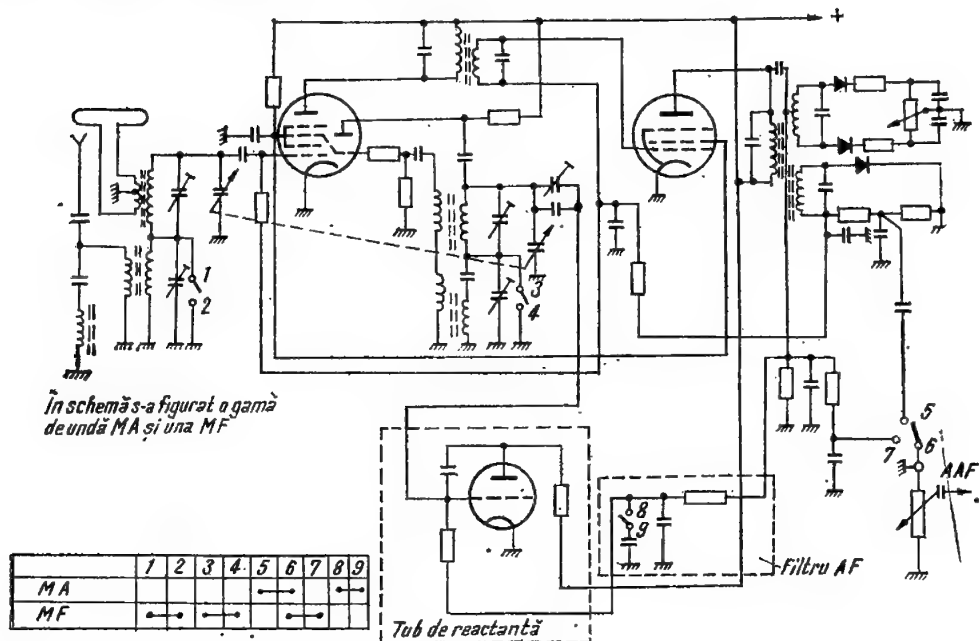 +
1
2
3
4
În schemă s-a figurat o gamă
de undă MA și una MF
5
7
6
AAF
8
9
Filtru AF
Tub de reactantă
1 2 3 4 5 6 7 8 9
MA
MF